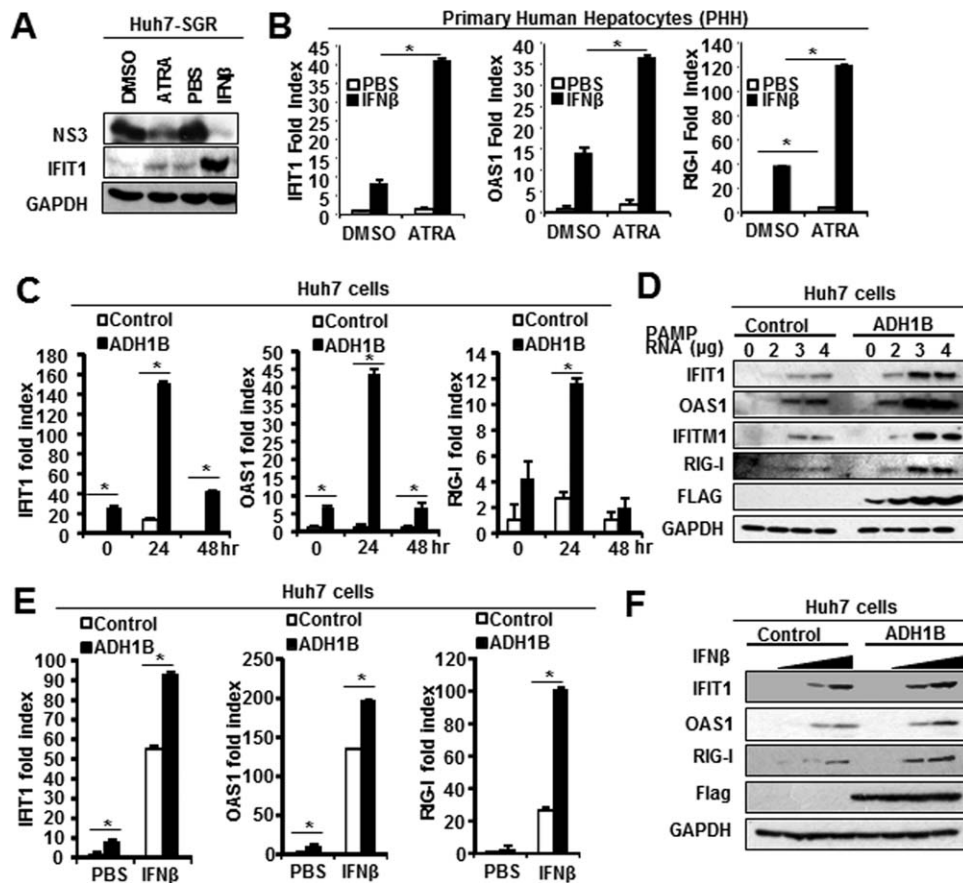 A
Huh7-SGR
DMSO
ATRA
PBS
IFNβ
NS3
IFIT1
GAPDH
B
Primary Human Hepatocytes (PHH)
IFIT1 Fold Index
45
40
35
30
25
20
15
10
5
0
PBS
IFNβ
*
DMSO ATRA
OAS1 Fold Index
40
35
30
25
20
15
10
5
0
PBS
IFNβ
*
DMSO ATRA
RIG-I Fold Index
140
120
100
80
60
40
20
0
PBS
IFNβ
*
*
DMSO ATRA
C
Huh7 cells
Control
ADH1B
IFIT1 fold index
180
160
140
120
100
80
60
40
20
0
*
*
*
0 24 48 hr
Control
ADH1B
OAS1 fold index
50
45
40
35
30
25
20
15
10
5
0
*
*
*
0 24 48 hr
Control
ADH1B
RIG-I fold index
14
12
10
8
6
4
2
0
*
0 24 48 hr
D
Huh7 cells
PAMP Control ADH1B
RNA (µg) 0 2 3 4 0 2 3 4
IFIT1
OAS1
IFITM1
RIG-I
FLAG
GAPDH
E
Huh7 cells
Control
ADH1B
IFIT1 fold index
100
90
80
70
60
50
40
30
20
10
0
*
*
PBS IFNβ
Control
ADH1B
OAS1 fold index
250
200
150
100
50
0
*
*
PBS IFNβ
Control
ADH1B
RIG-I fold index
120
100
80
60
40
20
0
*
PBS IFNβ
F
Huh7 cells
Control ADH1B
IFNβ
IFIT1
OAS1
RIG-I
Flag
GAPDH